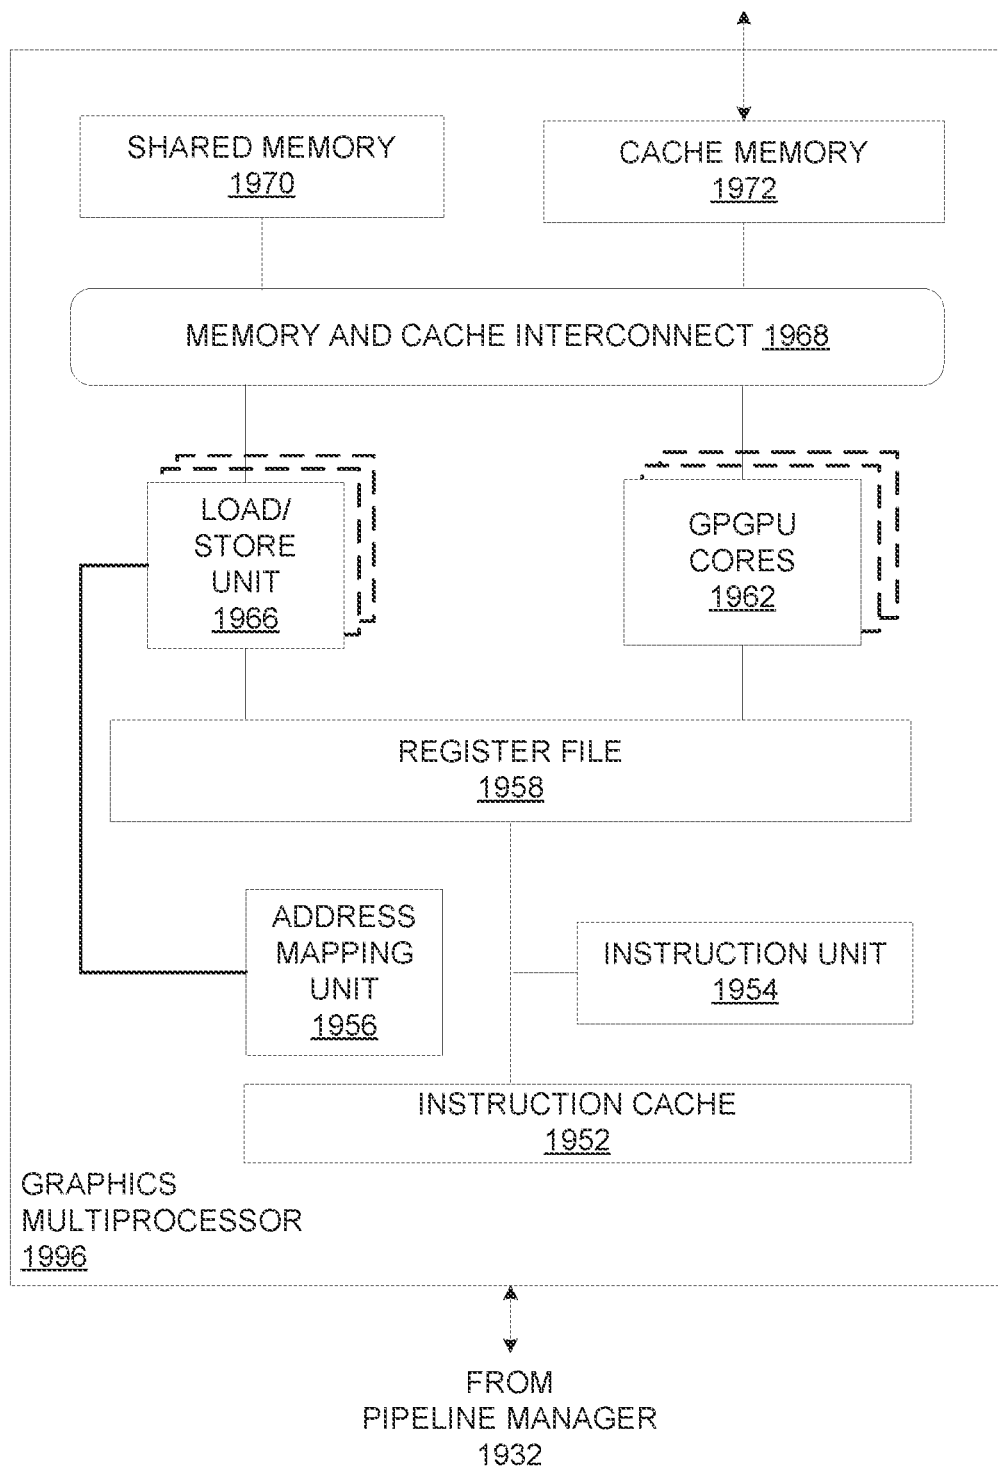 SHARED MEMORY
1970
CACHE MEMORY
1972
MEMORY AND CACHE INTERCONNECT 1968
LOAD/
STORE
UNIT
1966
GPGPU
CORES
1962
REGISTER FILE
1958
ADDRESS
MAPPING
UNIT
1956
INSTRUCTION UNIT
1954
INSTRUCTION CACHE
1952
GRAPHICS
MULTIPROCESSOR
1996
FROM
PIPELINE MANAGER
1932